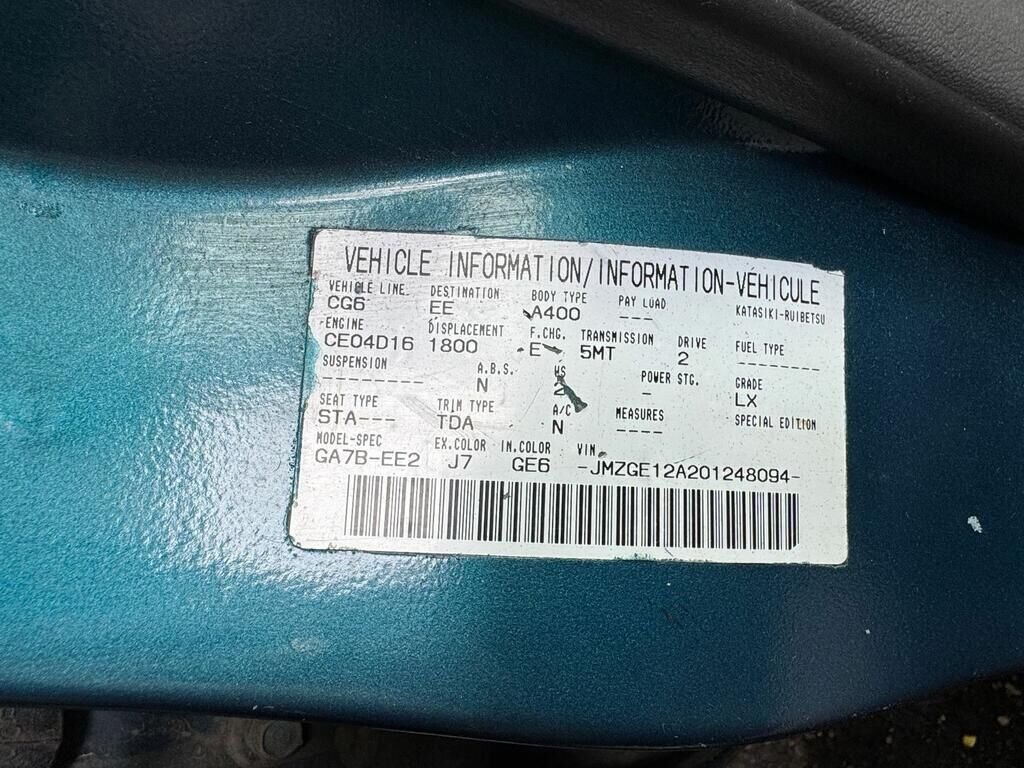 VEHICLE INFORMATION/INFORMATION-VÉHICULE
VEHICLE LINE. DESTINATION BODY TYPE PAY LOAD KATASIKI-RUIBETSU
CG6 EE A400 ---
ENGINE DISPLACEMENT F.CHG. TRANSMISSION DRIVE FUEL TYPE
CE04D16 1800 E 5MT 2 --------
SUSPENSION A.B.S. WS POWER STG. GRADE
--------- N 2 - LX
SEAT TYPE TRIM TYPE A/C MEASURES SPECIAL EDITION
STA--- TDA N ------
MODEL-SPEC EX.COLOR IN.COLOR VIN
GA7B-EE2 J7 GE6 -JMZGE12A201248094-